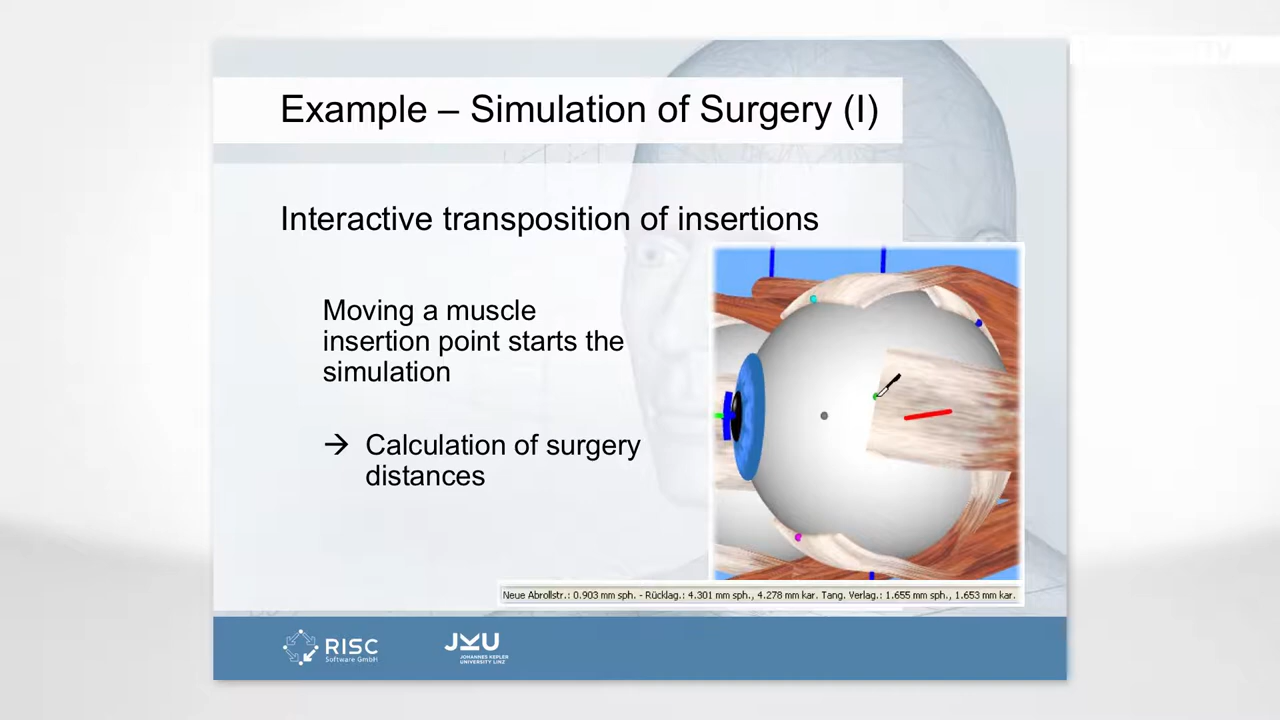 Example – Simulation of Surgery (I)
Interactive transposition of insertions
Moving a muscle
insertion point starts the
simulation
→ Calculation of surgery
distances
Neue Abrollstr.: 0.903 mm sph. - Rücklag.: 4.301 mm sph., 4.278 mm kar. Tang. Verlag.: 1.655 mm sph., 1.653 mm kar.
RISC
Software GmbH
JKU
JOHANNES KEPLER
UNIVERSITY LINZ